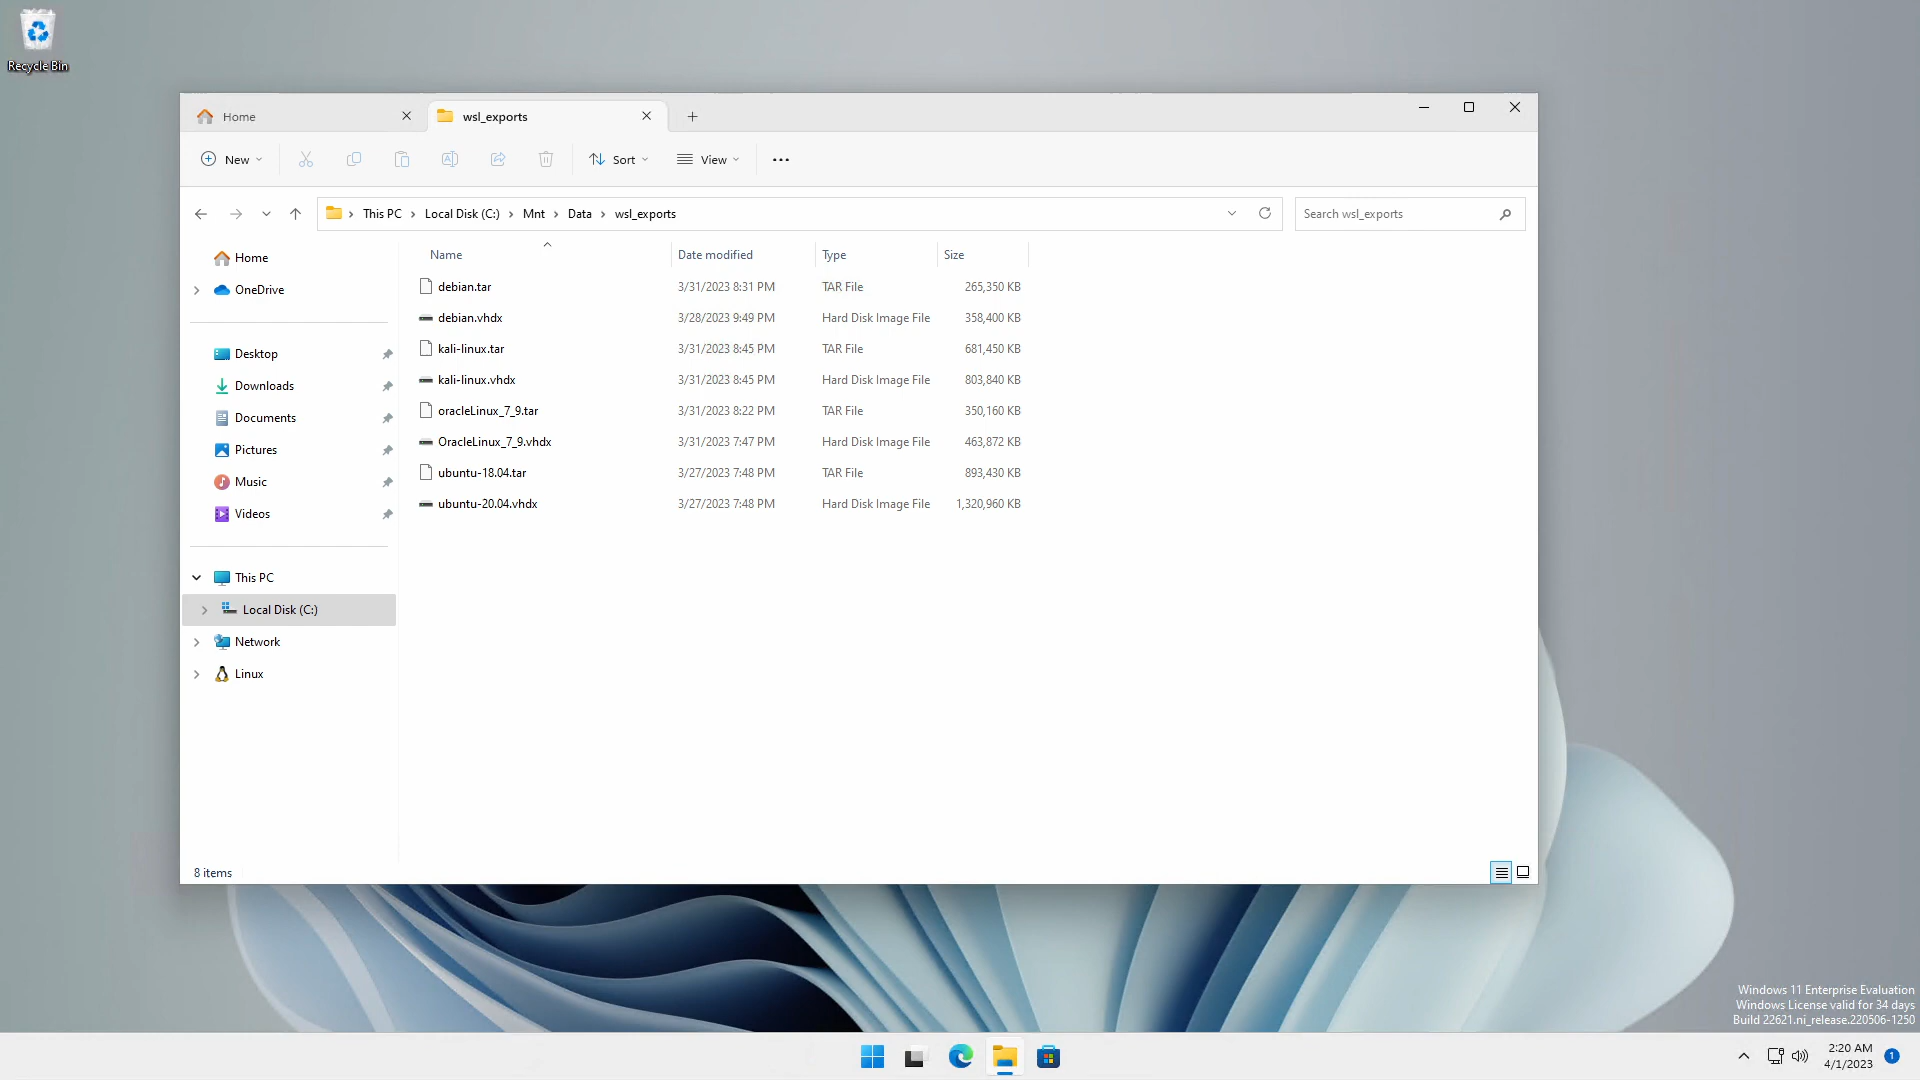 Recycle Bin
Home
wsl_exports
New
Sort
View
This PC
Local Disk (C:)
Mnt
Data
wsl_exports
Search wsl_exports
Home
OneDrive
Desktop
Downloads
Documents
Pictures
Music
Videos
This PC
Local Disk (C:)
Network
Linux
Name Date modified Type Size
debian.tar 3/31/2023 8:31 PM TAR File 265,350 KB
debian.vhdx 3/28/2023 9:49 PM Hard Disk Image File 358,400 KB
kali-linux.tar 3/31/2023 8:45 PM TAR File 681,450 KB
kali-linux.vhdx 3/31/2023 8:45 PM Hard Disk Image File 803,840 KB
oracleLinux_7_9.tar 3/31/2023 8:22 PM TAR File 350,160 KB
OracleLinux_7_9.vhdx 3/31/2023 7:47 PM Hard Disk Image File 463,872 KB
ubuntu-18.04.tar 3/27/2023 7:48 PM TAR File 893,430 KB
ubuntu-20.04.vhdx 3/27/2023 7:48 PM Hard Disk Image File 1,320,960 KB
8 items
Windows 11 Enterprise Evaluation
Windows License valid for 34 days
Build 22621.ni_release.220506-1250
2:20 AM
4/1/2023
1